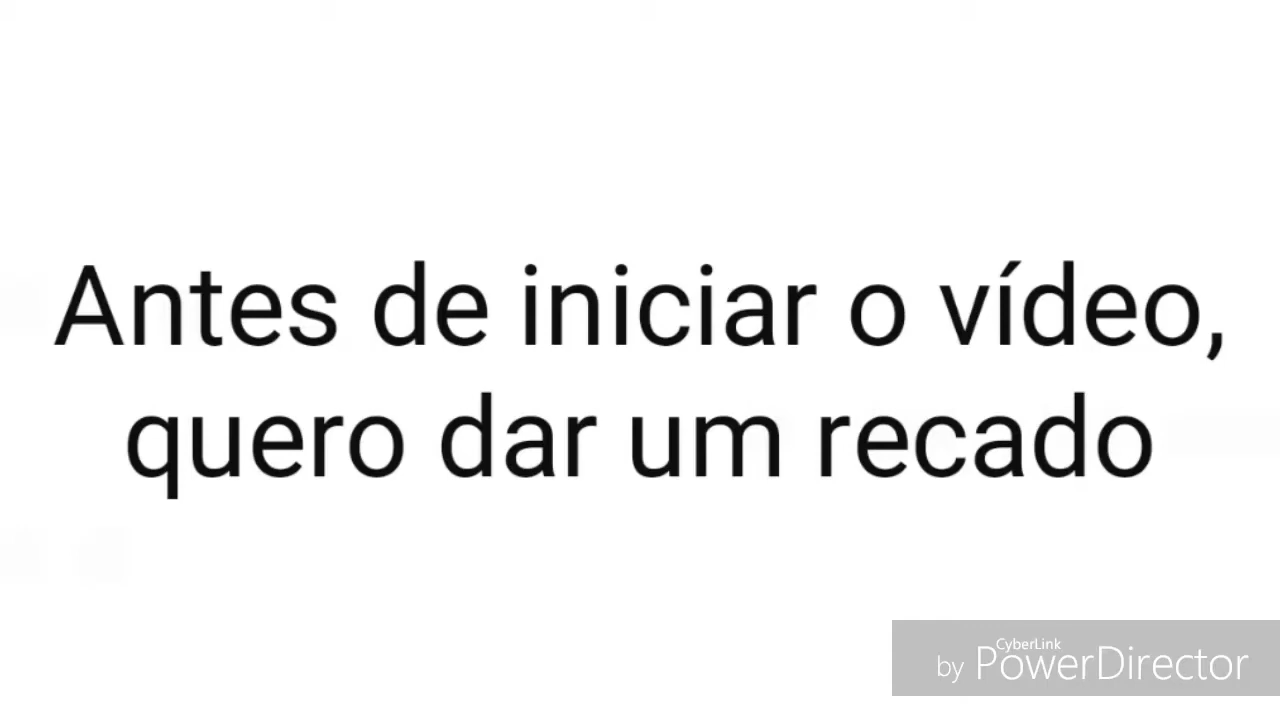 Antes de iniciar o vídeo,
quero dar um recado
CyberLink
by PowerDirector